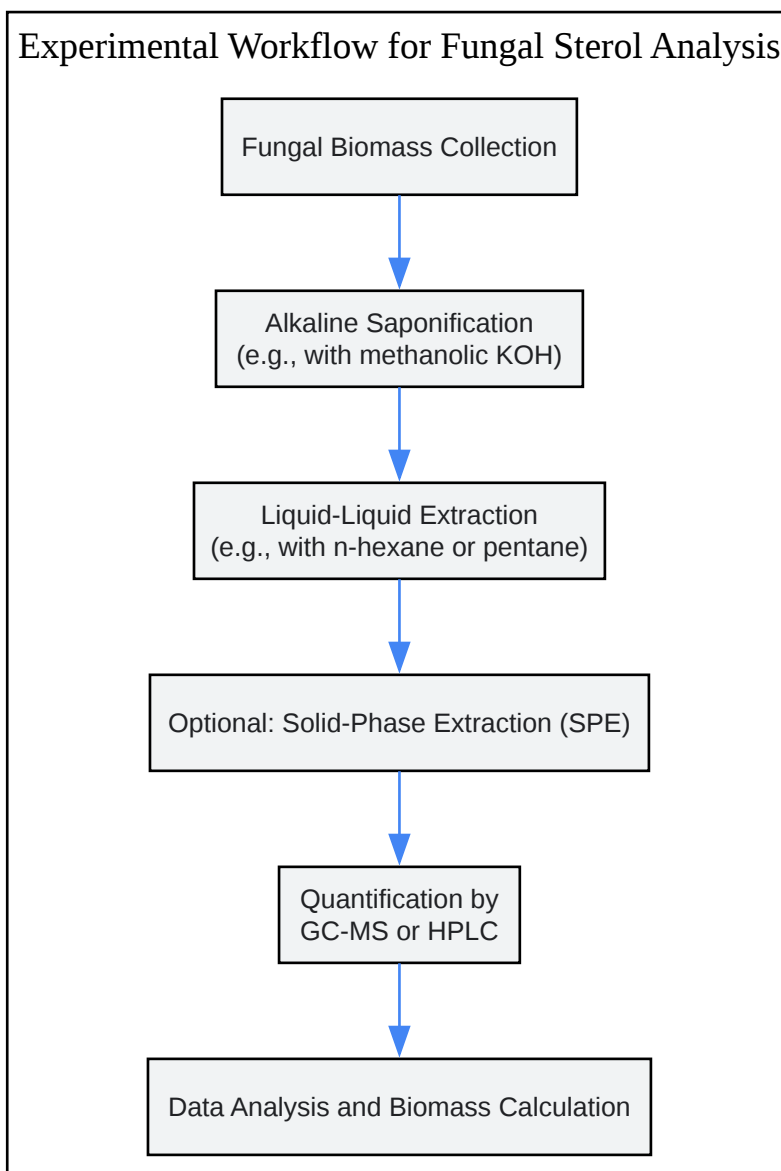 Experimental Workflow for Fungal Sterol Analysis
Fungal Biomass Collection
Alkaline Saponification
(e.g., with methanolic KOH)
Liquid-Liquid Extraction
(e.g., with n-hexane or pentane)
Optional: Solid-Phase Extraction (SPE)
Quantification by
GC-MS or HPLC
Data Analysis and Biomass Calculation